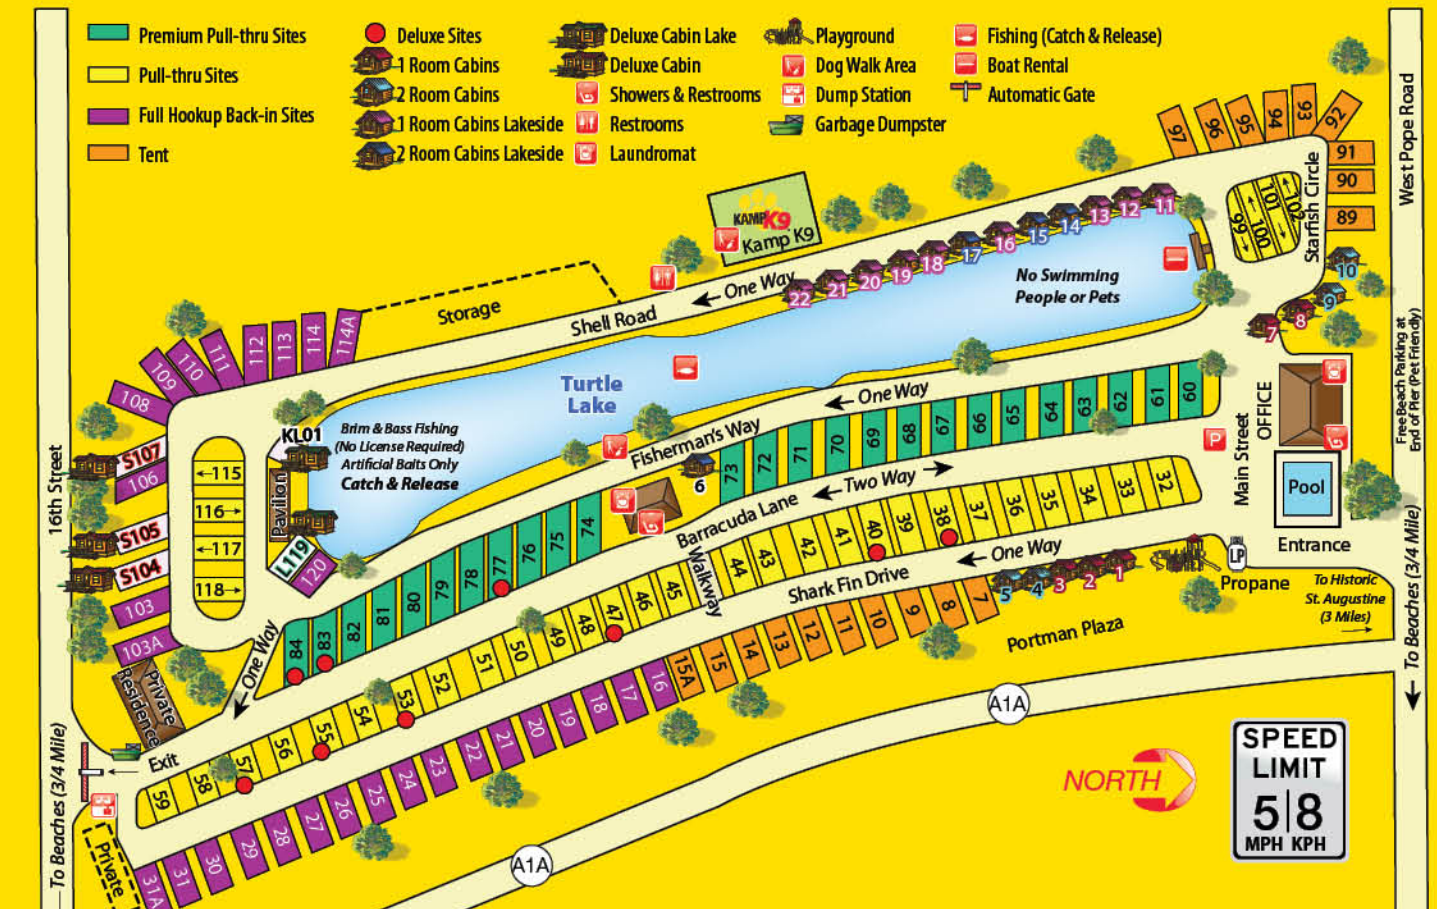 Premium Pull-thru Sites
Pull-thru Sites
Full Hookup Back-in Sites
Tent
Deluxe Sites
1 Room Cabins
2 Room Cabins
1 Room Cabins Lakeside
2 Room Cabins Lakeside
Deluxe Cabin Lake
Deluxe Cabin
Showers & Restrooms
Restrooms
Laundromat
Playground
Dog Walk Area
Dump Station
Garbage Dumpster
Fishing (Catch & Release)
Boat Rental
Automatic Gate
97
96
95
94
93
92
91
90
89
Starfish Circle
99
100
101
102
West Pope Road
Free Beach Parking at
End of Pier (Pet Friendly)
To Beaches (3/4 Mile)
KAMP K9
Kamp K9
11
12
13
14
15
16
17
18
19
20
21
22
10
9
8
7
No Swimming
People or Pets
One Way
Shell Road
Storage
114A
114
113
112
111
110
109
108
S107
106
S105
S104
103
103A
16th Street
115
116
117
118
KL01
Pavilion
L119
120
Turtle
Lake
Brim & Bass Fishing
(No License Required)
Artificial Baits Only
Catch & Release
One Way
Fisherman's Way
60
61
62
63
64
65
66
67
68
69
70
71
72
73
6
74
75
76
77
78
79
80
81
82
83
84
Two Way
Barracuda Lane
OFFICE
P
Main Street
Pool
Entrance
LP
Propane
To Historic
St. Augustine
(3 Miles)
32
33
34
35
36
37
38
39
40
41
42
43
44
Walkway
45
46
47
48
49
50
51
52
53
54
55
56
57
58
59
One Way
Shark Fin Drive
1
2
3
4
5
7
8
9
10
11
12
13
14
15
15A
16
17
18
19
20
21
22
23
24
25
26
27
28
29
30
31
31A
Portman Plaza
One Way
Private
Residence
Exit
To Beaches (3/4 Mile)
Private
A1A
A1A
NORTH
SPEED
LIMIT
5 8
MPH KPH